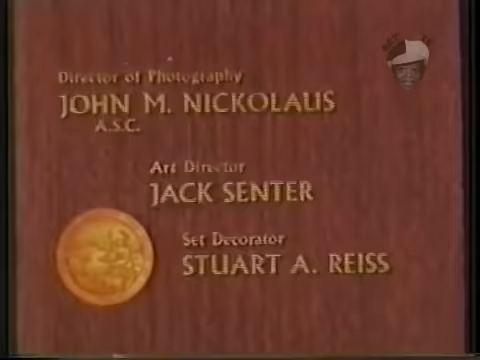 Director of Photography
JOHN M. NICKOLAUS
A.S.C.
Art Director
JACK SENTER
Set Decorator
STUART A. REISS